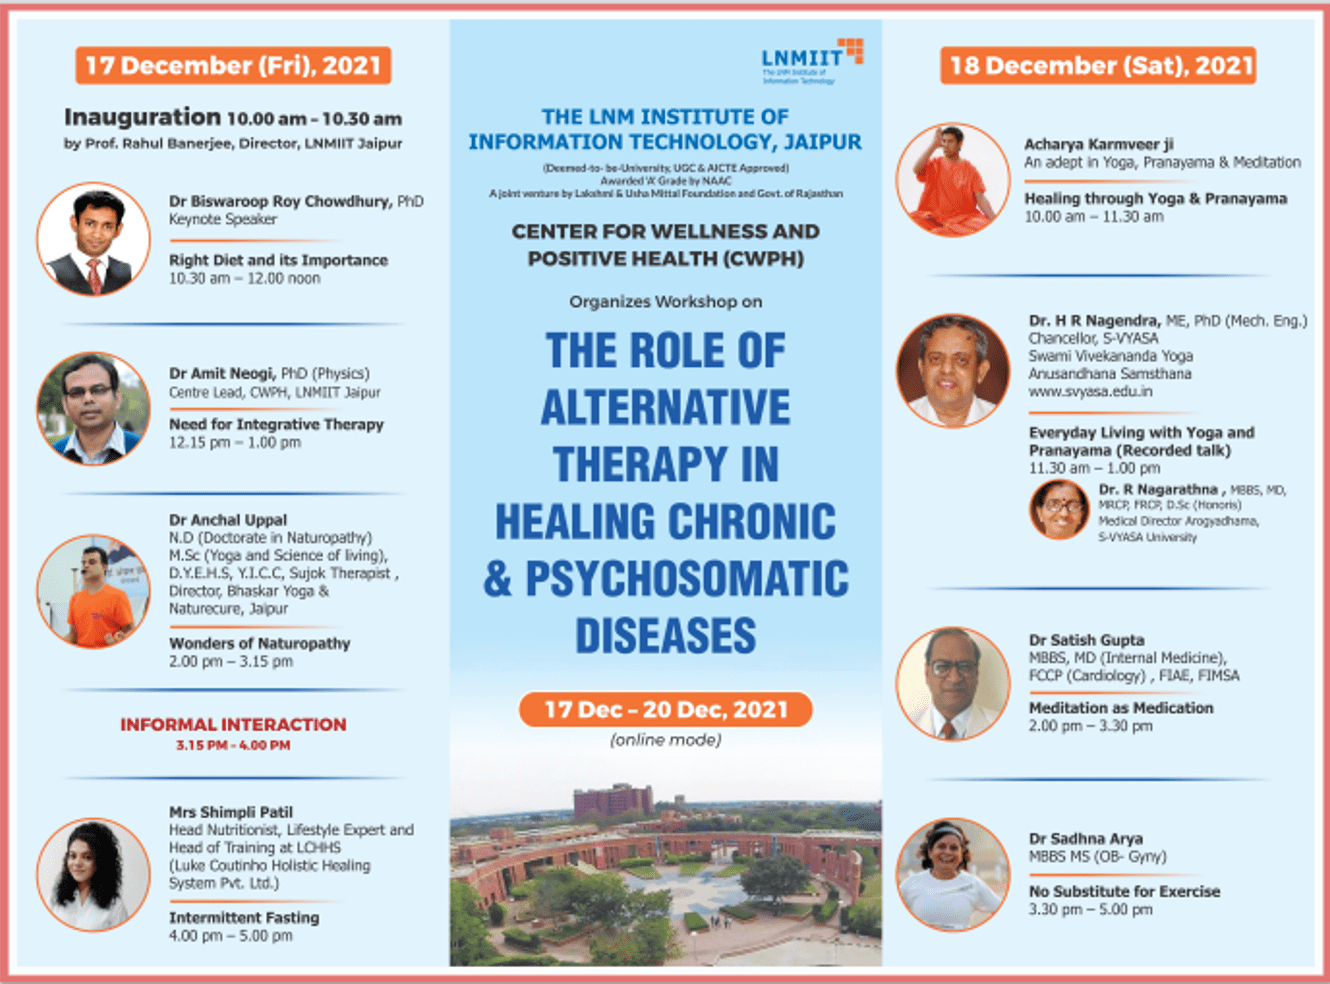 17 December (Fri), 2021
Inauguration 10.00 am – 10.30 am
by Prof. Rahul Banerjee, Director, LNMIIT Jaipur
Dr Biswaroop Roy Chowdhury, PhD
Keynote Speaker
Right Diet and its Importance
10.30 am – 12.00 noon
Dr Amit Neogi, PhD (Physics)
Centre Lead, CWPH, LNMIIT Jaipur
Need for Integrative Therapy
12.15 pm – 1.00 pm
Dr Anchal Uppal
N.D (Doctorate in Naturopathy)
M.Sc (Yoga and Science of living),
D.Y.E.H.S, Y.I.C.C, Sujok Therapist ,
Director, Bhaskar Yoga &
Naturecure, Jaipur
Wonders of Naturopathy
2.00 pm – 3.15 pm
INFORMAL INTERACTION
3.15 PM – 4.00 PM
Mrs Shimpli Patil
Head Nutritionist, Lifestyle Expert and
Head of Training at LCHHS
(Luke Coutinho Holistic Healing
System Pvt. Ltd.)
Intermittent Fasting
4.00 pm – 5.00 pm
LNMIIT
The LNM Institute of
Information Technology
THE LNM INSTITUTE OF
INFORMATION TECHNOLOGY, JAIPUR
(Deemed-to- be-University, UGC & AICTE Approved)
Awarded 'A' Grade by NAAC
A joint venture by Lakshmi & Usha Mittal Foundation and Govt. of Rajasthan
CENTER FOR WELLNESS AND
POSITIVE HEALTH (CWPH)
Organizes Workshop on
THE ROLE OF
ALTERNATIVE
THERAPY IN
HEALING CHRONIC
& PSYCHOSOMATIC
DISEASES
17 Dec – 20 Dec, 2021
(online mode)
18 December (Sat), 2021
Acharya Karmveer ji
An adept in Yoga, Pranayama & Meditation
Healing through Yoga & Pranayama
10.00 am – 11.30 am
Dr. H R Nagendra, ME, PhD (Mech. Eng.)
Chancellor, S-VYASA
Swami Vivekananda Yoga
Anusandhana Samsthana
www.svyasa.edu.in
Everyday Living with Yoga and
Pranayama (Recorded talk)
11.30 am – 1.00 pm
Dr. R Nagarathna , MBBS, MD,
MRCP, FRCP, D.Sc (Honoris)
Medical Director Arogyadhama,
S-VYASA University
Dr Satish Gupta
MBBS, MD (Internal Medicine),
FCCP (Cardiology) , FIAE, FIMSA
Meditation as Medication
2.00 pm – 3.30 pm
Dr Sadhna Arya
MBBS MS (OB- Gyny)
No Substitute for Exercise
3.30 pm – 5.00 pm